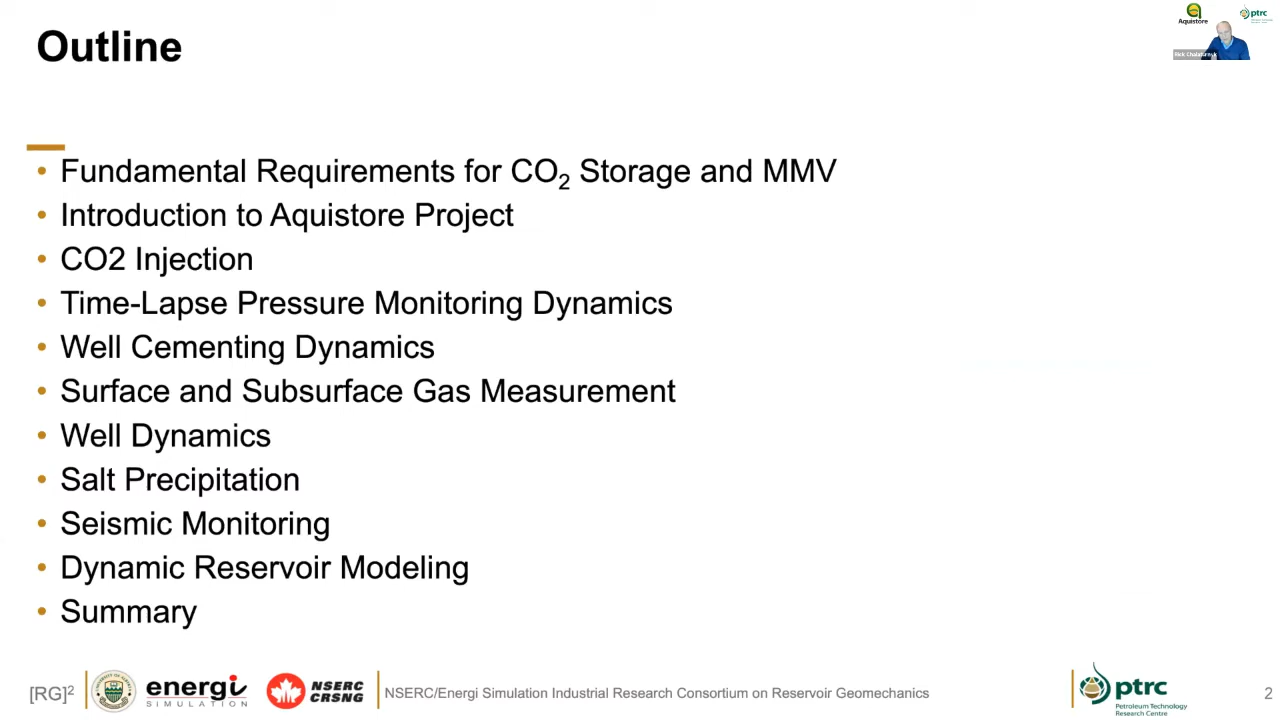 Outline
Aquistore
ptrc
Rick Chalaturnyk
• Fundamental Requirements for CO₂ Storage and MMV
• Introduction to Aquistore Project
• CO2 Injection
• Time-Lapse Pressure Monitoring Dynamics
• Well Cementing Dynamics
• Surface and Subsurface Gas Measurement
• Well Dynamics
• Salt Precipitation
• Seismic Monitoring
• Dynamic Reservoir Modeling
• Summary
[RG]²
energi
SIMULATION
NSERC
CRSNG
NSERC/Energi Simulation Industrial Research Consortium on Reservoir Geomechanics
ptrc
Petroleum Technology
Research Centre
2